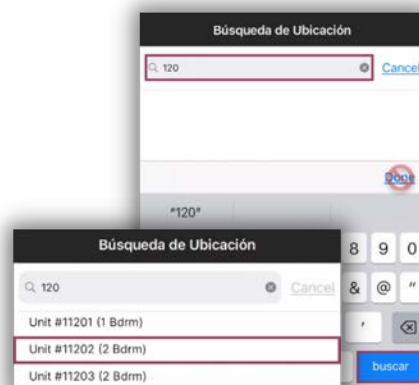 Búsqueda de Ubicación
120 Cancel
Done
"120"
8 9 0
& @ "
'
buscar
Búsqueda de Ubicación
120 Cancel
Unit #11201 (1 Bdrm)
Unit #11202 (2 Bdrm)
Unit #11203 (2 Bdrm)